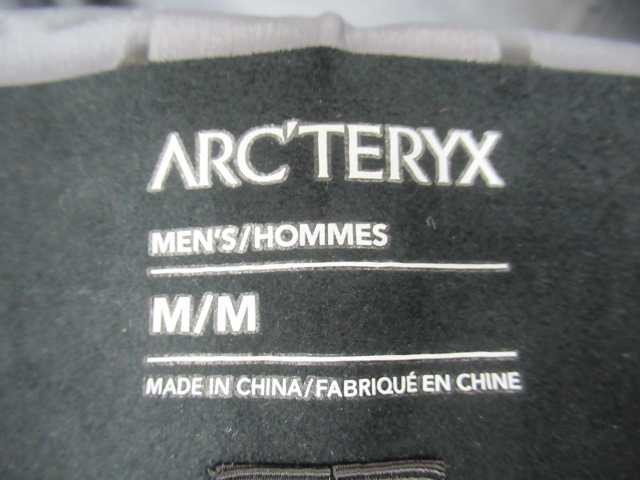 ARC'TERYX
MEN'S/HOMMES
M/M
MADE IN CHINA/FABRIQUÉ EN CHINE